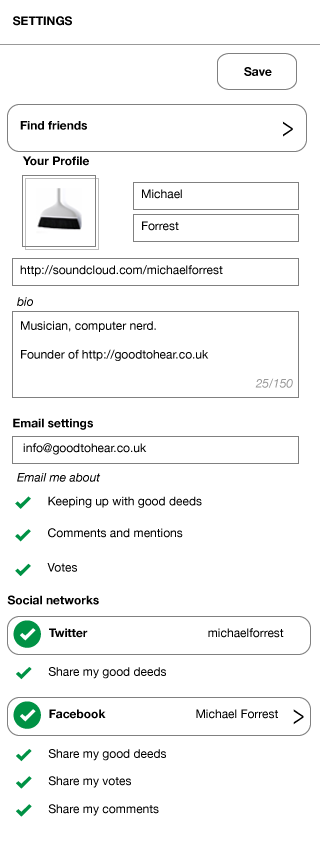 SETTINGS
Save
Find friends
Your Profile
Michael
Forrest
http://soundcloud.com/michaelforrest
bio
Musician, computer nerd.
Founder of http://goodtohear.co.uk
25/150
Email settings
info@goodtohear.co.uk
Email me about
Keeping up with good deeds
Comments and mentions
Votes
Social networks
Twitter michaelforrest
Share my good deeds
Facebook Michael Forrest
Share my good deeds
Share my votes
Share my comments